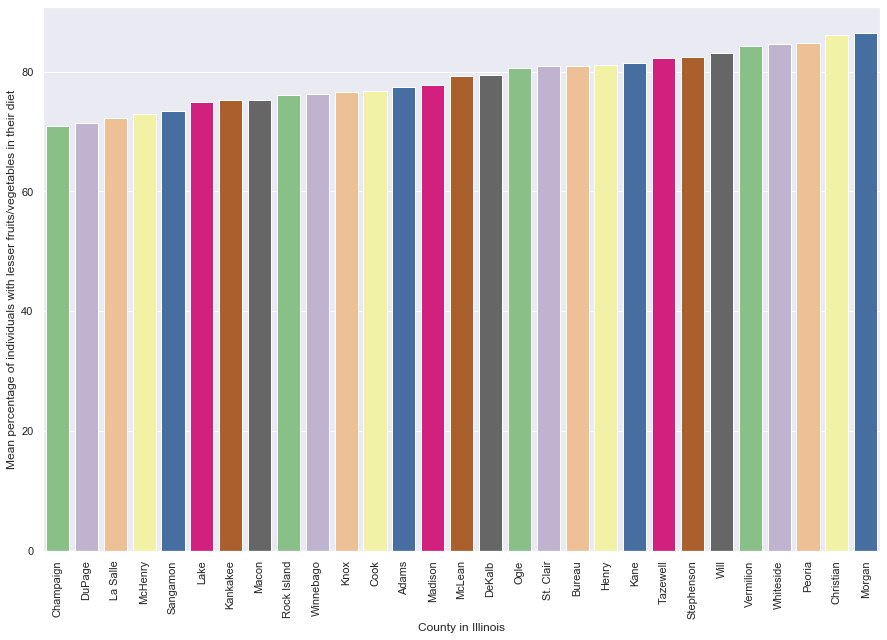 Mean percentage of individuals with lesser fruits/vegetables in their diet
80
60
40
20
0
Champaign
DuPage
La Salle
McHenry
Sangamon
Lake
Kankakee
Macon
Rock Island
Winnebago
Knox
Cook
Adams
Madison
McLean
DeKalb
Ogle
St. Clair
Bureau
Henry
Kane
Tazewell
Stephenson
Will
Vermilion
Whiteside
Peoria
Christian
Morgan
County in Illinois